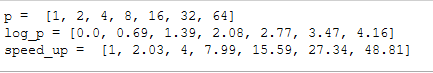 p =  [1, 2, 4, 8, 16, 32, 64]
log_p = [0.0, 0.69, 1.39, 2.08, 2.77, 3.47, 4.16]
speed_up =  [1, 2.03, 4, 7.99, 15.59, 27.34, 48.81]